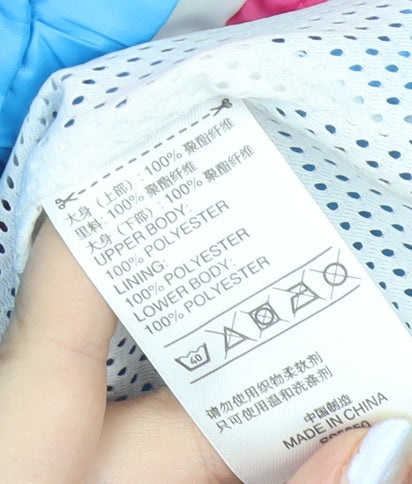 大身（上部）: 100% 聚酯纤维
里料: 100% 聚酯纤维
大身（下部）: 100% 聚酯纤维
UPPER BODY:
100% POLYESTER
LINING:
100% POLYESTER
LOWER BODY:
100% POLYESTER
40
请勿使用织物柔软剂
只可使用温和洗涤剂
中国制造
MADE IN CHINA